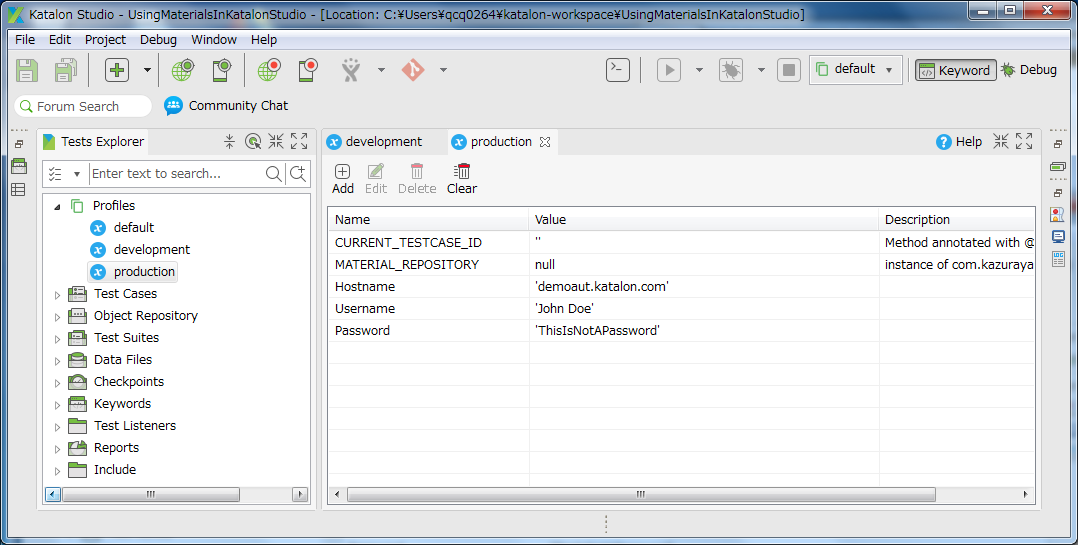 Katalon Studio - UsingMaterialsInKatalonStudio - [Location: C:¥Users¥qcq0264¥katalon-workspace¥UsingMaterialsInKatalonStudio]
File Edit Project Debug Window Help
default Keyword Debug
Forum Search Community Chat
Tests Explorer
Enter text to search...
Profiles
default
development
production
Test Cases
Object Repository
Test Suites
Data Files
Checkpoints
Keywords
Test Listeners
Reports
Include
development production Help
Add Edit Delete Clear
Name Value Description
CURRENT_TESTCASE_ID '' Method annotated with @
MATERIAL_REPOSITORY null instance of com.kazuraya
Hostname 'demoaut.katalon.com'
Username 'John Doe'
Password 'ThisIsNotAPassword'
LOG